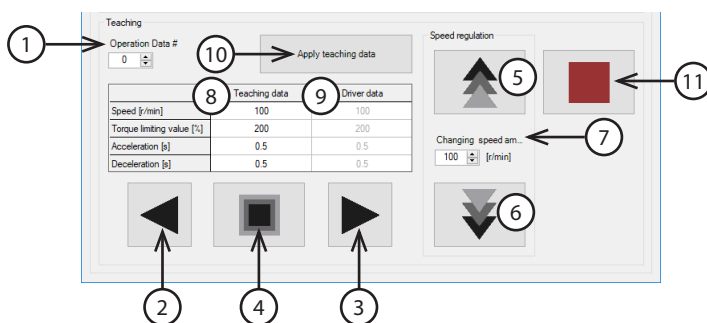 Teaching
Operation Data #
0
Apply teaching data
Teaching data Driver data
Speed [r/min] 100 100
Torque limiting value [%] 200 200
Acceleration [s] 0.5 0.5
Deceleration [s] 0.5 0.5
Speed regulation
Changing speed am...
100 [r/min]
1
10
8
9
5
11
7
6
2
4
3